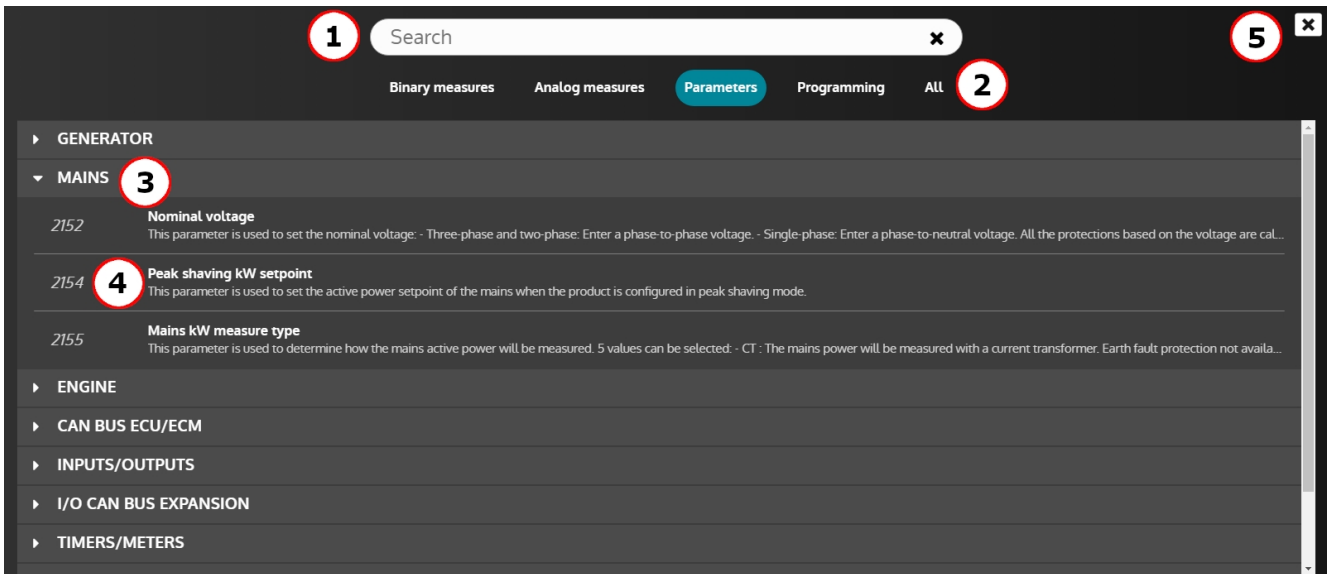 1 Search 5
Binary measures Analog measures Parameters Programming All 2
GENERATOR
MAINS 3
2152 Nominal voltage
This parameter is used to set the nominal voltage: - Three-phase and two-phase: Enter a phase-to-phase voltage. - Single-phase: Enter a phase-to-neutral voltage. All the protections based on the voltage are cal...
2154 4 Peak shaving kW setpoint
This parameter is used to set the active power setpoint of the mains when the product is configured in peak shaving mode.
2155 Mains kW measure type
This parameter is used to determine how the mains active power will be measured. 5 values can be selected: - CT : The mains power will be measured with a current transformer. Earth fault protection not availa...
ENGINE
CAN BUS ECU/ECM
INPUTS/OUTPUTS
I/O CAN BUS EXPANSION
TIMERS/METERS